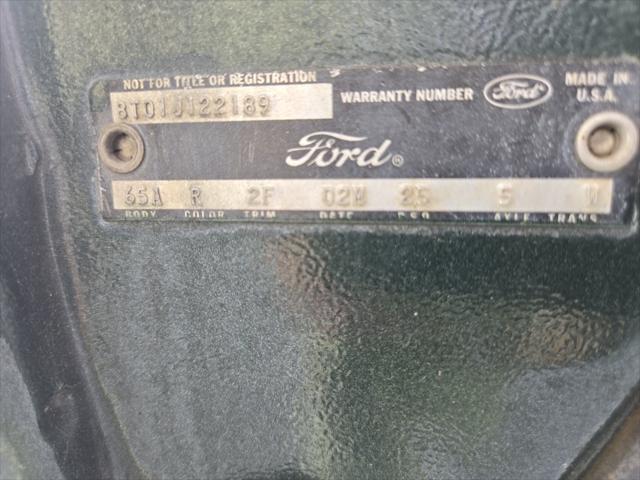 NOT FOR TITLE OR REGISTRATION
8T01J122189 WARRANTY NUMBER Ford MADE IN U.S.A.
Ford®
65A R 2F 02M 25 5 W
BODY COLOR TRIM DATE D.S.O. AXLE TRANS.